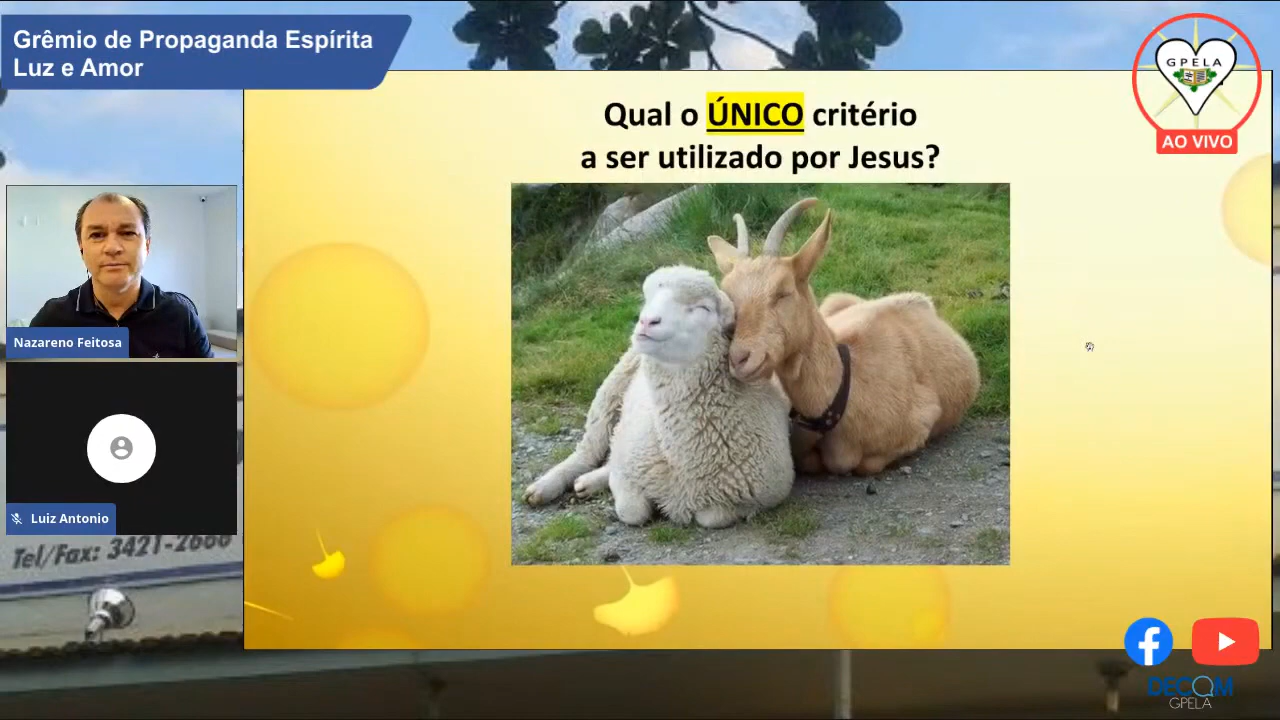 Grêmio de Propaganda Espírita
Luz e Amor
GPELA
AO VIVO
Qual o ÚNICO critério
a ser utilizado por Jesus?
Nazareno Feitosa
Luiz Antonio
Tel/Fax: 3421-2686
DECOM
GPELA